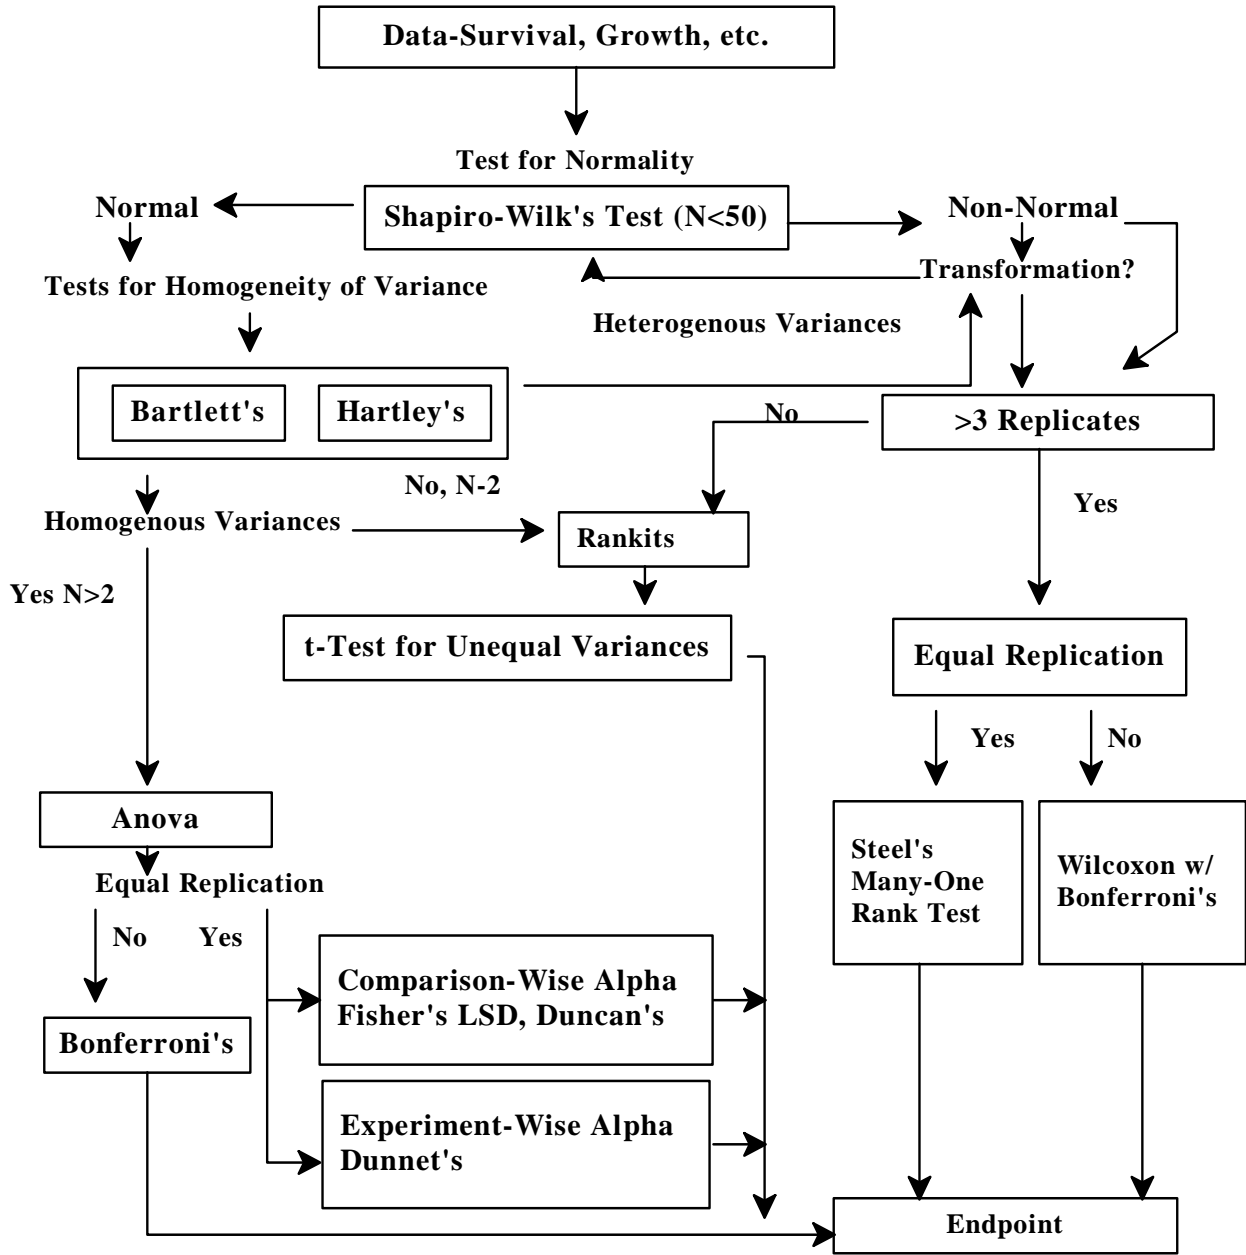 Data-Survival, Growth, etc.
Test for Normality
Normal
Shapiro-Wilk's Test (N<50)
Non-Normal
Transformation?
Tests for Homogeneity of Variance
Heterogenous Variances
Bartlett's
Hartley's
No
>3 Replicates
No, N-2
Yes
Homogenous Variances
Rankits
Yes N>2
t-Test for Unequal Variances
Equal Replication
Yes
No
Anova
Steel's
Many-One
Rank Test
Wilcoxon w/
Bonferroni's
Equal Replication
No
Yes
Comparison-Wise Alpha
Fisher's LSD, Duncan's
Bonferroni's
Experiment-Wise Alpha
Dunnet's
Endpoint